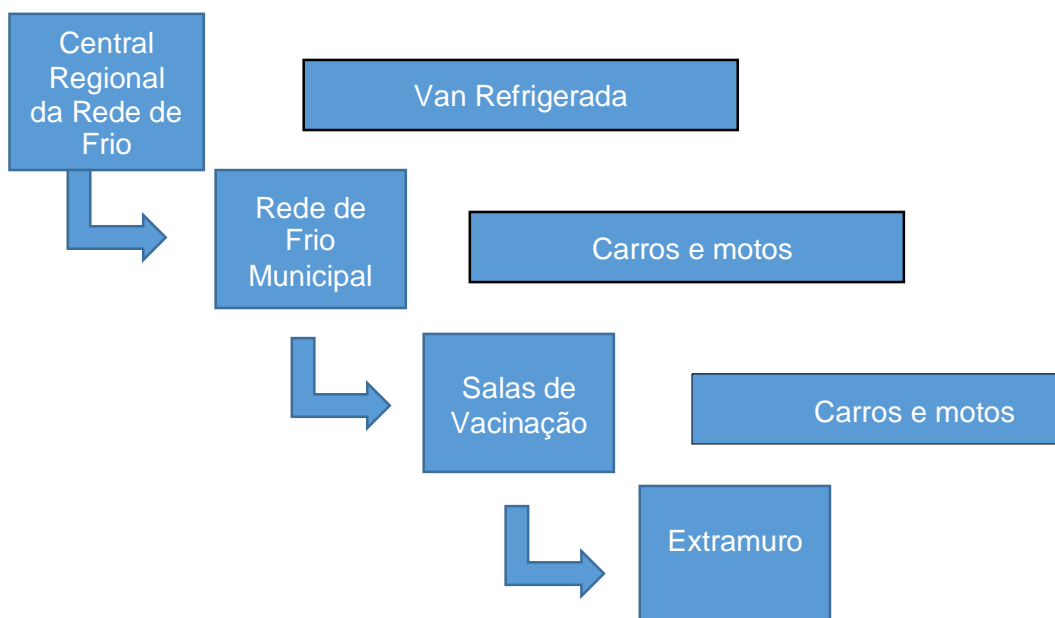 Central
Regional
da Rede de
Frio
Van Refrigerada
Rede de
Frio
Municipal
Carros e motos
Salas de
Vacinação
Carros e motos
Extramuro